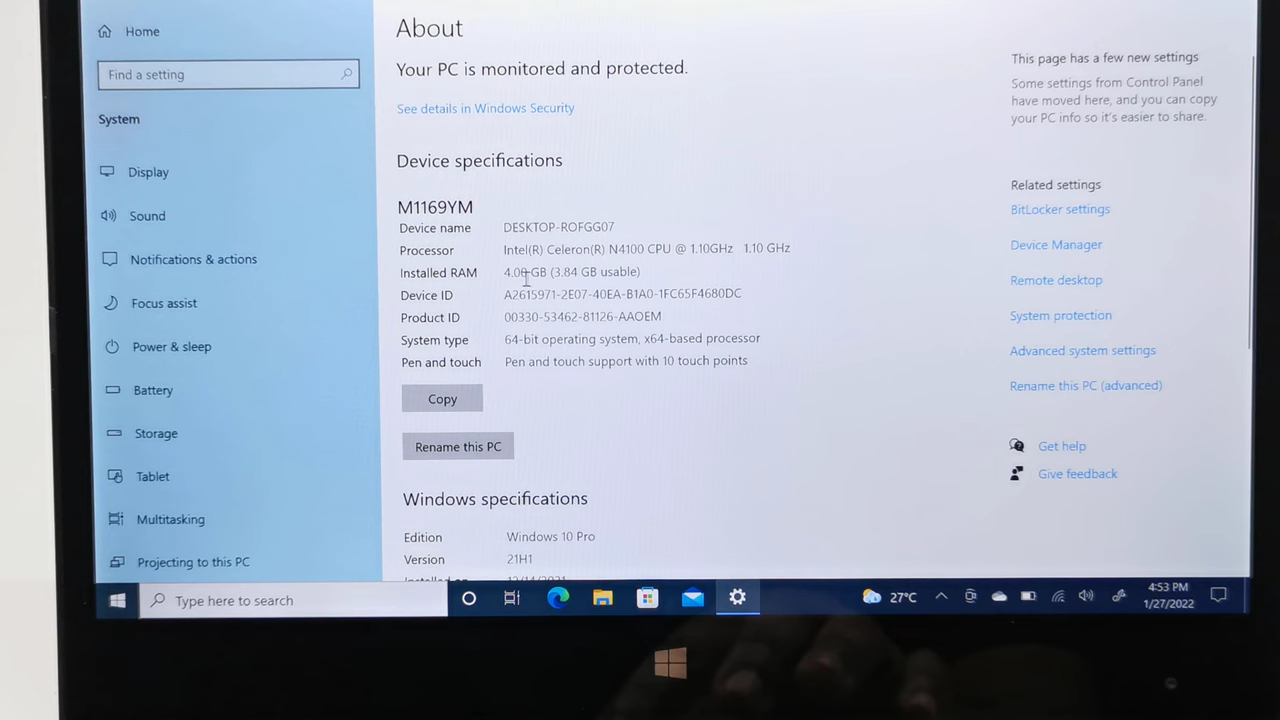 Home
Find a setting
System
Display
Sound
Notifications & actions
Focus assist
Power & sleep
Battery
Storage
Tablet
Multitasking
Projecting to this PC
About
Your PC is monitored and protected.
See details in Windows Security
Device specifications
M1169YM
Device name DESKTOP-ROFGG07
Processor Intel(R) Celeron(R) N4100 CPU @ 1.10GHz 1.10 GHz
Installed RAM 4.00 GB (3.84 GB usable)
Device ID A2615971-2E07-40EA-B1A0-1FC65F4680DC
Product ID 00330-53462-81126-AAOEM
System type 64-bit operating system, x64-based processor
Pen and touch Pen and touch support with 10 touch points
Copy
Rename this PC
Windows specifications
Edition Windows 10 Pro
Version 21H1
Installed on 12/14/2021
This page has a few new settings
Some settings from Control Panel
have moved here, and you can copy
your PC info so it's easier to share.
Related settings
BitLocker settings
Device Manager
Remote desktop
System protection
Advanced system settings
Rename this PC (advanced)
Get help
Give feedback
Type here to search
27°C
4:53 PM
1/27/2022